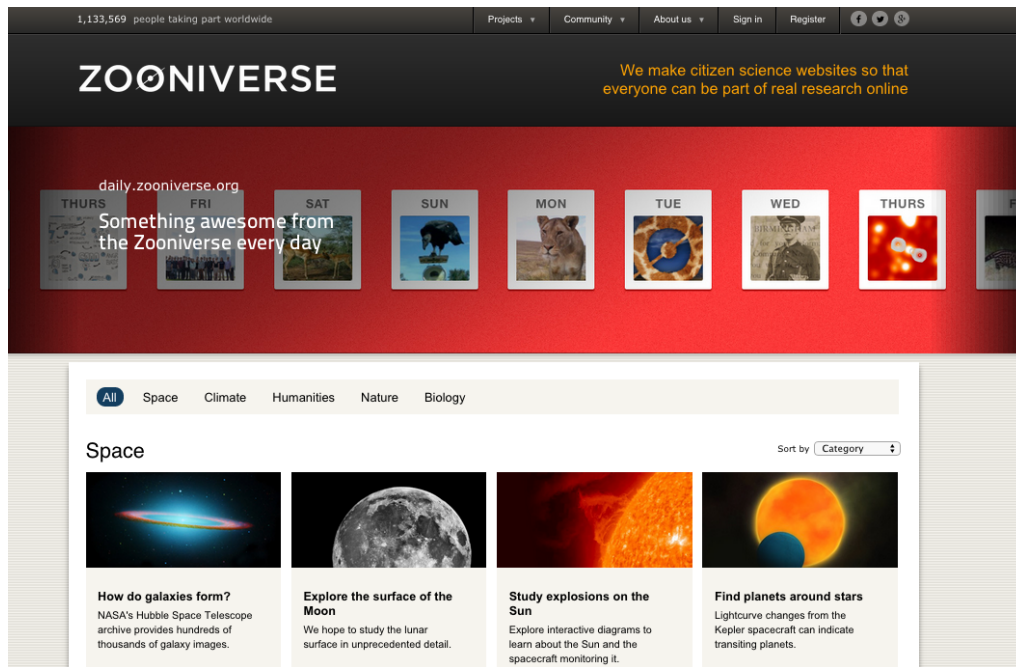 1,133,569 people taking part worldwide
Projects ▾ Community ▾ About us ▾ Sign in Register
ZOONIVERSE
We make citizen science websites so that
everyone can be part of real research online
daily.zooniverse.org
Something awesome from
the Zooniverse every day
THURS FRI SAT SUN MON TUE WED THURS F
BIRMINGHAM
All Space Climate Humanities Nature Biology
Space
Sort by Category
How do galaxies form?
NASA's Hubble Space Telescope
archive provides hundreds of
thousands of galaxy images.
Explore the surface of the
Moon
We hope to study the lunar
surface in unprecedented detail.
Study explosions on the
Sun
Explore interactive diagrams to
learn about the Sun and the
spacecraft monitoring it.
Find planets around stars
Lightcurve changes from the
Kepler spacecraft can indicate
transiting planets.